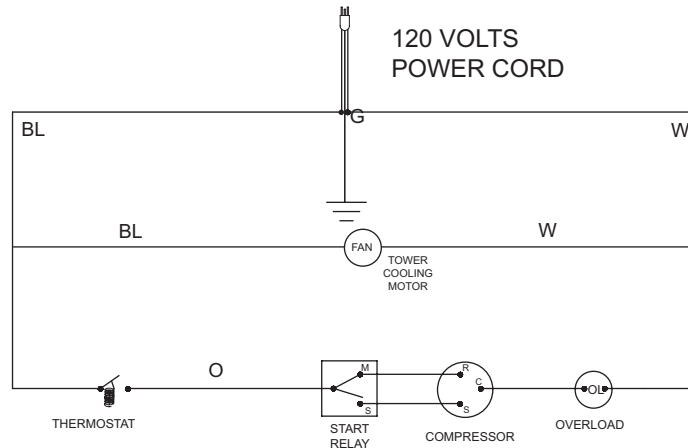 120 VOLTS
POWER CORD
G
BL
W
BL
FAN
W
TOWER
COOLING
MOTOR
O
M
S
R
C
S
OL
THERMOSTAT
START
RELAY
COMPRESSOR
OVERLOAD